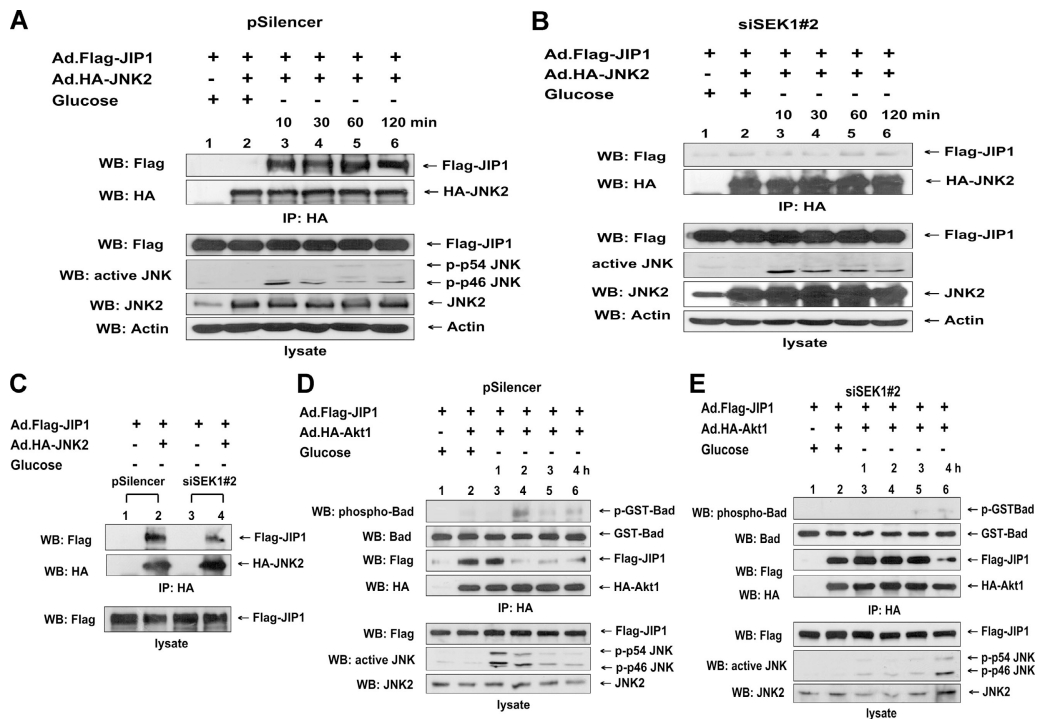 A
pSilencer
Ad.Flag-JIP1 + + + + + +
Ad.HA-JNK2 - + + + + +
Glucose + + - - - -
10 30 60 120 min
1 2 3 4 5 6
WB: Flag ← Flag-JIP1
WB: HA ← HA-JNK2
IP: HA
WB: Flag ← Flag-JIP1
WB: active JNK ← p-p54 JNK
← p-p46 JNK
WB: JNK2 ← JNK2
WB: Actin ← Actin
lysate
B
siSEK1#2
Ad.Flag-JIP1 + + + + + +
Ad.HA-JNK2 - + + + + +
Glucose + + - - - -
10 30 60 120 min
1 2 3 4 5 6
WB: Flag ← Flag-JIP1
WB: HA ← HA-JNK2
IP: HA
WB: Flag ← Flag-JIP1
active JNK
WB: JNK2 ← JNK2
WB: Actin ← Actin
lysate
C
Ad.Flag-JIP1 + + + +
Ad.HA-JNK2 - + - +
Glucose - - - -
pSilencer siSEK1#2
1 2 3 4
WB: Flag ← Flag-JIP1
WB: HA ← HA-JNK2
IP: HA
WB: Flag ← Flag-JIP1
lysate
D
pSilencer
Ad.Flag-JIP1 + + + + + +
Ad.HA-Akt1 - + + + + +
Glucose + + - - - -
1 2 3 4 h
1 2 3 4 5 6
WB: phospho-Bad ← p-GST-Bad
WB: Bad ← GST-Bad
WB: Flag ← Flag-JIP1
WB: HA ← HA-Akt1
IP: HA
WB: Flag ← Flag-JIP1
WB: active JNK ← p-p54 JNK
← p-p46 JNK
WB: JNK2 ← JNK2
lysate
E
siSEK1#2
Ad.Flag-JIP1 + + + + + +
Ad.HA-Akt1 - + + + + +
Glucose + + - - - -
1 2 3 4 h
1 2 3 4 5 6
WB: phospho-Bad ← p-GSTBad
WB: Bad ← GST-Bad
WB: Flag ← Flag-JIP1
WB: HA ← HA-Akt1
IP: HA
WB: Flag ← Flag-JIP1
WB: active JNK ← p-p54 JNK
← p-p46 JNK
WB: JNK2 ← JNK2
lysate